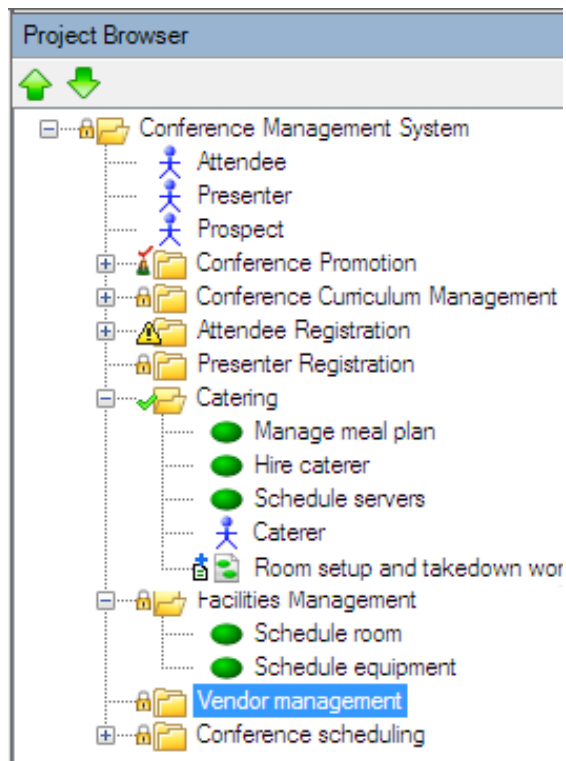 Project Browser
Conference Management System
Attendee
Presenter
Prospect
Conference Promotion
Conference Curriculum Management
Attendee Registration
Presenter Registration
Catering
Manage meal plan
Hire caterer
Schedule servers
Caterer
Room setup and takedown wor
Facilities Management
Schedule room
Schedule equipment
Vendor management
Conference scheduling